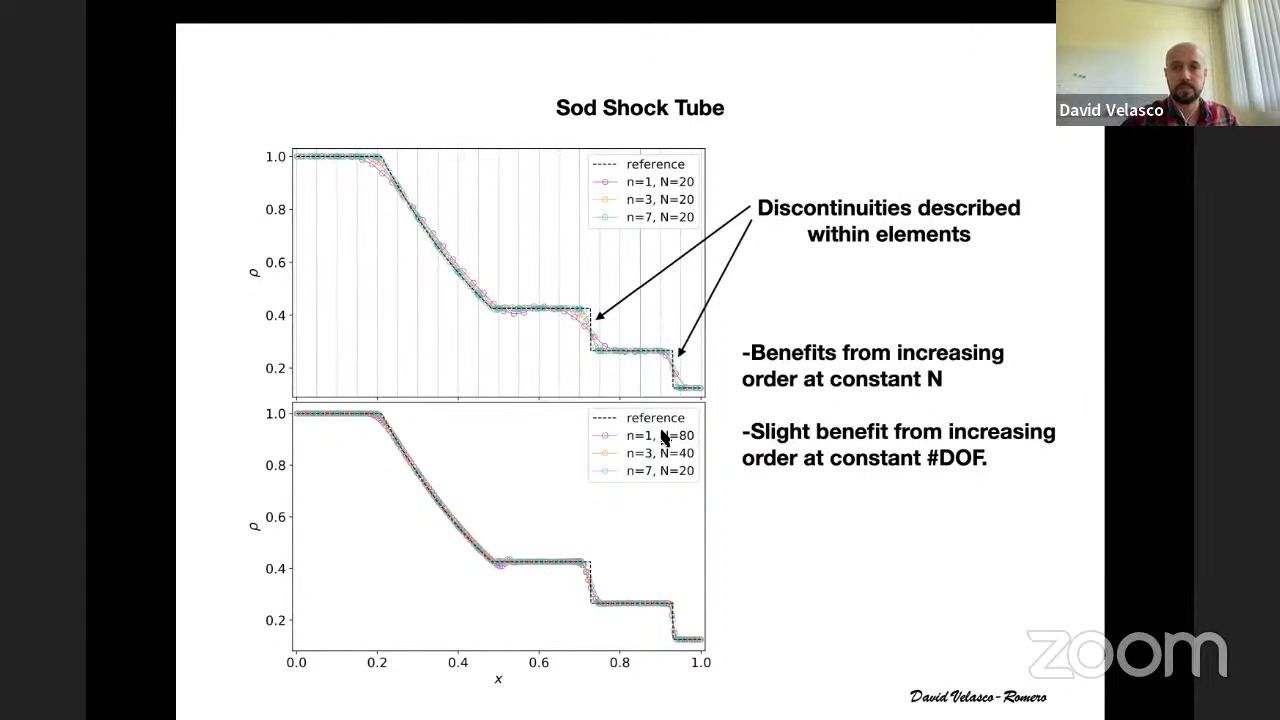 David Velasco
Sod Shock Tube
1.0
0.8
0.6
0.4
0.2
ρ
reference
n=1, N=20
n=3, N=20
n=7, N=20
Discontinuities described
within elements
-Benefits from increasing
order at constant N
-Slight benefit from increasing
order at constant #DOF.
1.0
0.8
0.6
0.4
0.2
ρ
reference
n=1, N=80
n=3, N=40
n=7, N=20
0.0 0.2 0.4 0.6 0.8 1.0
x
zoom
David Velasco-Romero